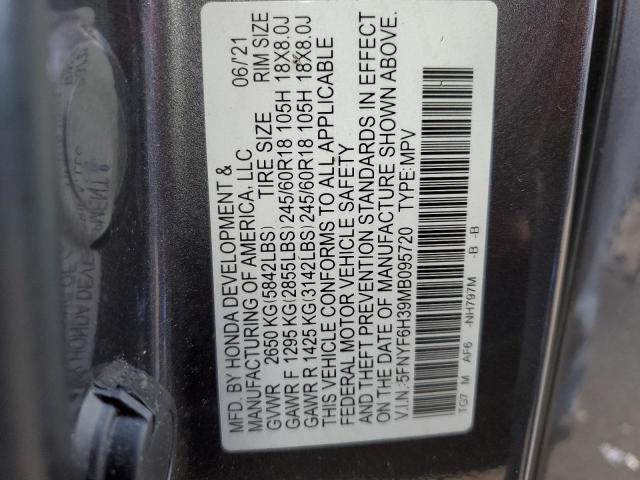 MFD. BY HONDA DEVELOPMENT &
MANUFACTURING OF AMERICA, LLC 06/'21
TIRE SIZE RIM SIZE
GVWR 2650 KG(5842LBS)
GAWR F 1295 KG(2855LBS) 245/60R18 105H 18X8.0J
GAWR R 1425 KG(3142LBS) 245/60R18 105H 18X8.0J
THIS VEHICLE CONFORMS TO ALL APPLICABLE
FEDERAL MOTOR VEHICLE SAFETY
AND THEFT PREVENTION STANDARDS IN EFFECT
ON THE DATE OF MANUFACTURE SHOWN ABOVE.
V.I.N.:5FNYF6H39MB095720 TYPE:MPV
TG7 M AF6 -NH797M -B -B